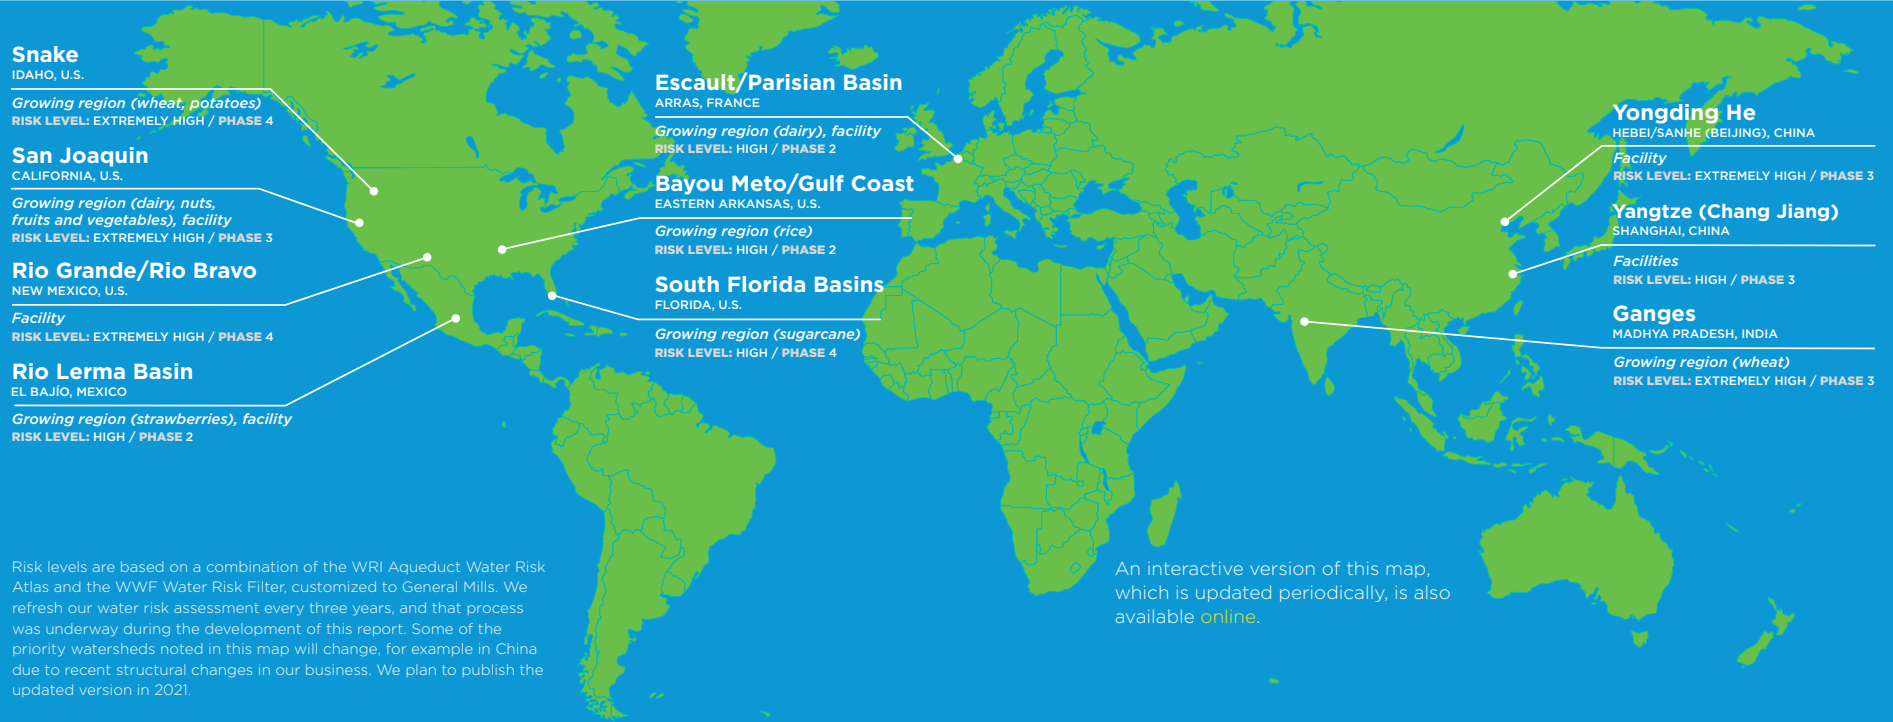 Snake
IDAHO, U.S.
Growing region (wheat, potatoes)
RISK LEVEL: EXTREMELY HIGH / PHASE 4
San Joaquin
CALIFORNIA, U.S.
Growing region (dairy, nuts,
fruits and vegetables), facility
RISK LEVEL: EXTREMELY HIGH / PHASE 3
Rio Grande/Rio Bravo
NEW MEXICO, U.S.
Facility
RISK LEVEL: EXTREMELY HIGH / PHASE 4
Rio Lerma Basin
EL BAJÍO, MEXICO
Growing region (strawberries), facility
RISK LEVEL: HIGH / PHASE 2
Escault/Parisian Basin
ARRAS, FRANCE
Growing region (dairy), facility
RISK LEVEL: HIGH / PHASE 2
Bayou Meto/Gulf Coast
EASTERN ARKANSAS, U.S.
Growing region (rice)
RISK LEVEL: HIGH / PHASE 2
South Florida Basins
FLORIDA, U.S.
Growing region (sugarcane)
RISK LEVEL: HIGH / PHASE 4
Yongding He
HEBEI/SANHE (BEIJING), CHINA
Facility
RISK LEVEL: EXTREMELY HIGH / PHASE 3
Yangtze (Chang Jiang)
SHANGHAI, CHINA
Facilities
RISK LEVEL: HIGH / PHASE 3
Ganges
MADHYA PRADESH, INDIA
Growing region (wheat)
RISK LEVEL: EXTREMELY HIGH / PHASE 3
Risk levels are based on a combination of the WRI Aqueduct Water Risk
Atlas and the WWF Water Risk Filter, customized to General Mills. We
refresh our water risk assessment every three years, and that process
was underway during the development of this report. Some of the
priority watersheds noted in this map will change, for example in China
due to recent structural changes in our business. We plan to publish the
updated version in 2021.
An interactive version of this map,
which is updated periodically, is also
available online.